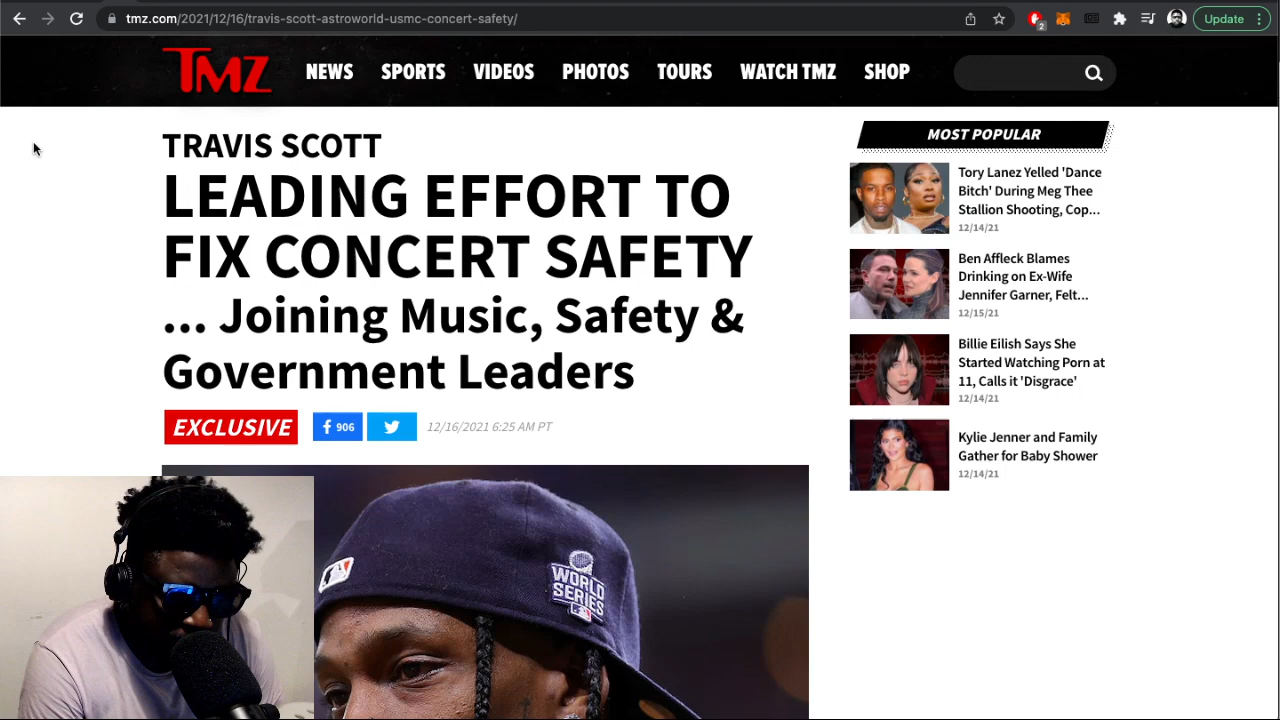 tmz.com/2021/12/16/travis-scott-astroworld-usmc-concert-safety/
2
Update
TMZ
NEWS SPORTS VIDEOS PHOTOS TOURS WATCH TMZ SHOP
TRAVIS SCOTT
LEADING EFFORT TO
FIX CONCERT SAFETY
... Joining Music, Safety &
Government Leaders
EXCLUSIVE
906
12/16/2021 6:25 AM PT
WORLD
SERIES
MOST POPULAR
Tory Lanez Yelled 'Dance
Bitch' During Meg Thee
Stallion Shooting, Cop...
12/14/21
Ben Affleck Blames
Drinking on Ex-Wife
Jennifer Garner, Felt...
12/15/21
Billie Eilish Says She
Started Watching Porn at
11, Calls it 'Disgrace'
12/14/21
Kylie Jenner and Family
Gather for Baby Shower
12/14/21